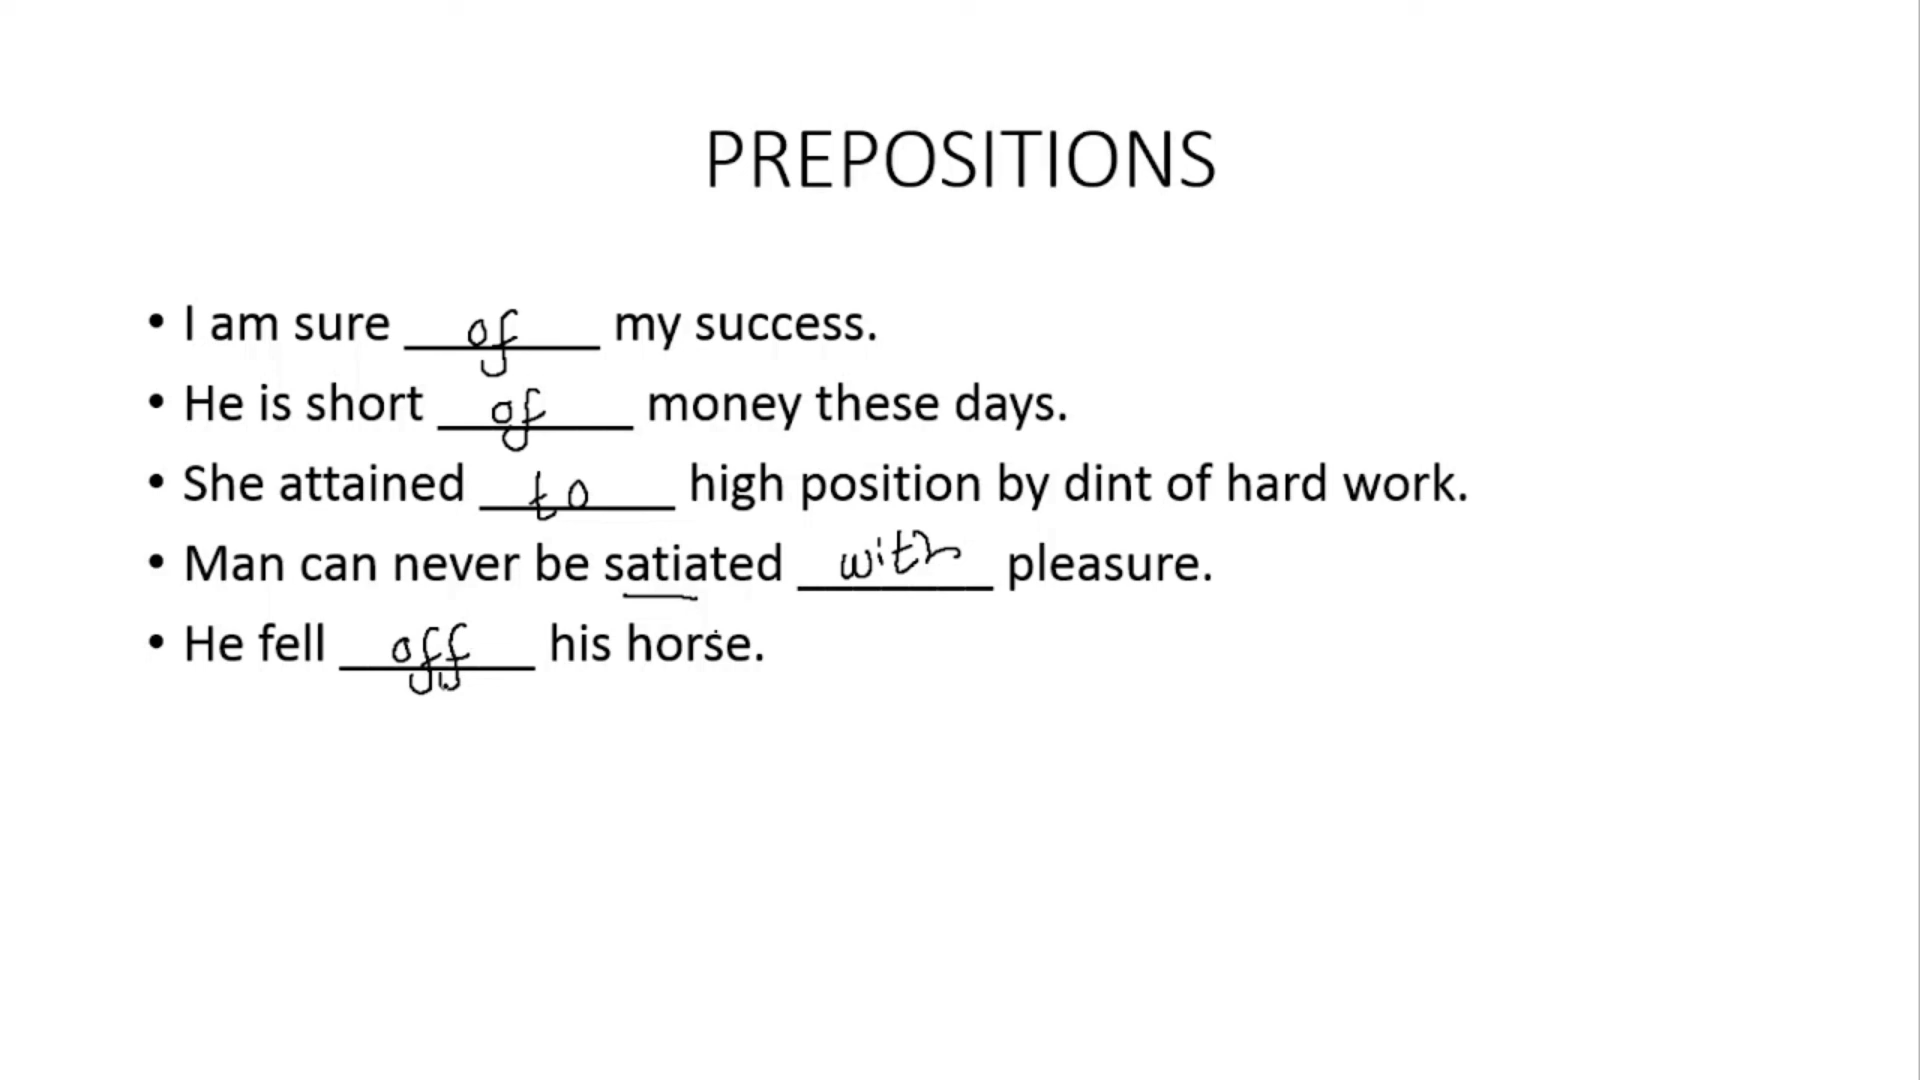 PREPOSITIONS
• I am sure of my success.
• He is short of money these days.
• She attained to high position by dint of hard work.
• Man can never be satiated with pleasure.
• He fell off his horse.